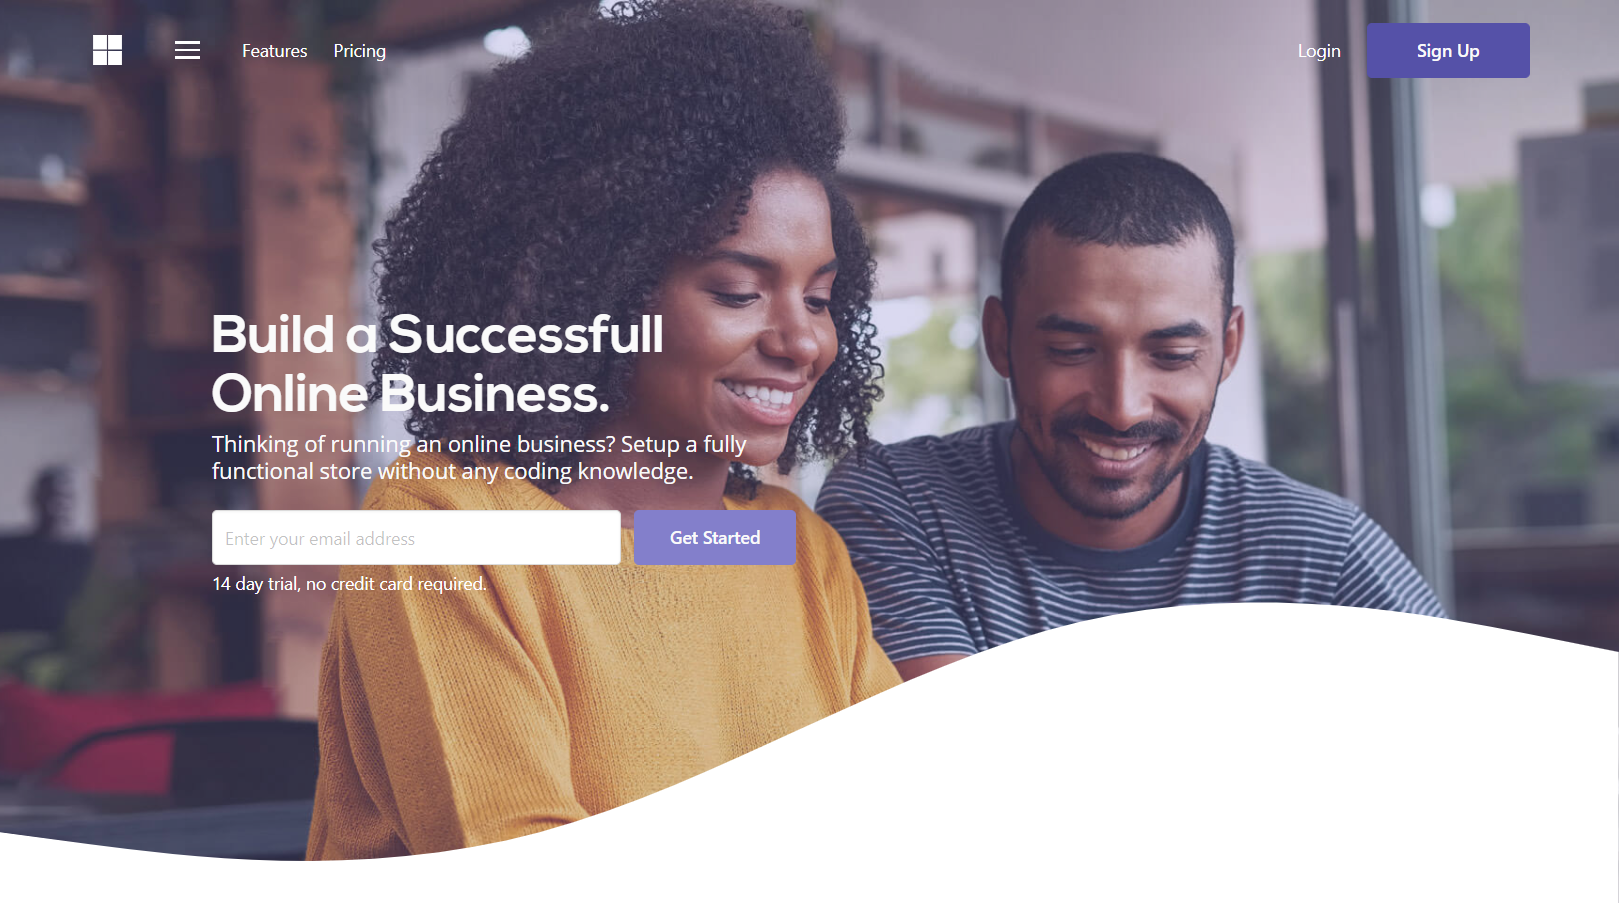 Features Pricing Login Sign Up
Build a Successfull
Online Business.
Thinking of running an online business? Setup a fully
functional store without any coding knowledge.
Enter your email address Get Started
14 day trial, no credit card required.